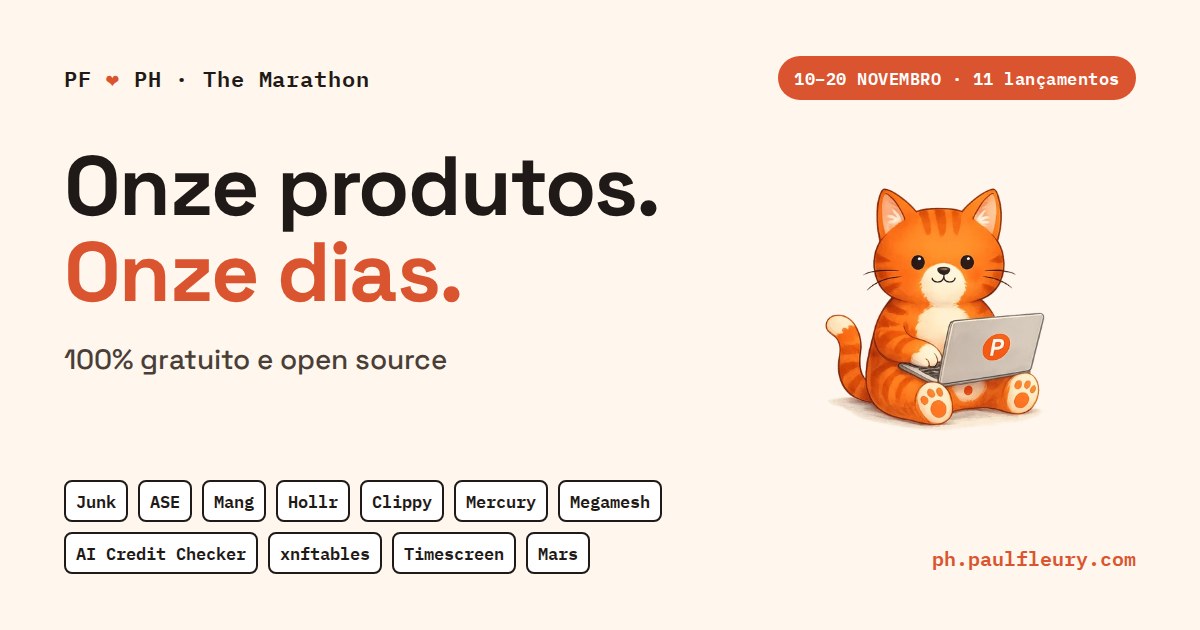 PF ❤ PH · The Marathon
10–20 NOVEMBRO · 11 lançamentos
Onze produtos.
Onze dias.
100% gratuito e open source
P
Junk ASE Mang Hollr Clippy Mercury Megamesh
AI Credit Checker xnftables Timescreen Mars
ph.paulfleury.com